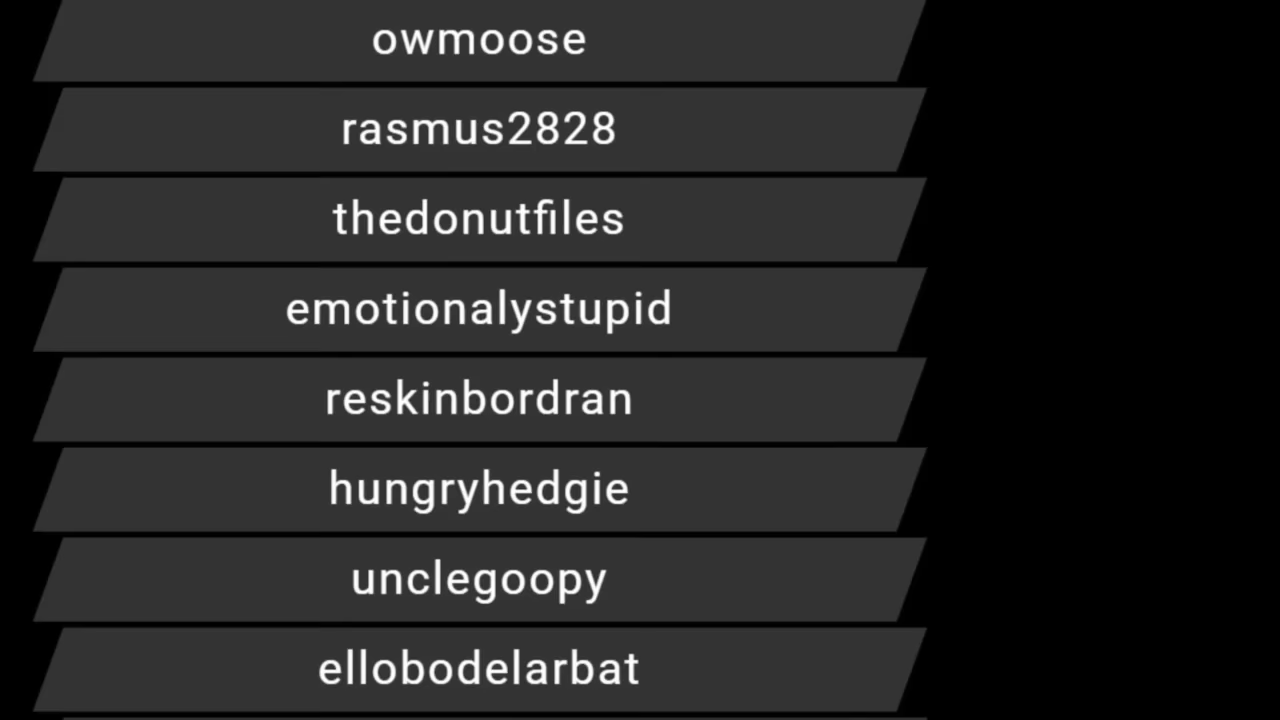 owmoose
rasmus2828
thedonutfiles
emotionalystupid
reskinbordran
hungryhedgie
unclegoopy
ellobodelarbat